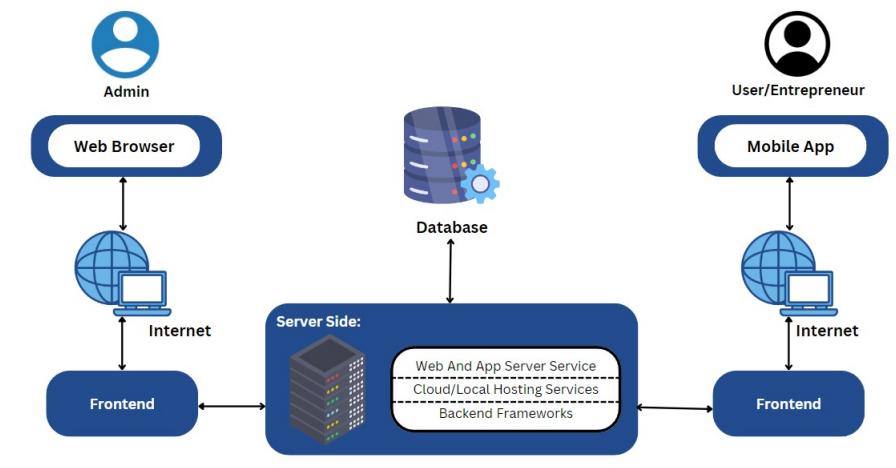 Admin
User/Entrepreneur
Web Browser
Mobile App
Database
Internet
Internet
Server Side:
Web And App Server Service
Cloud/Local Hosting Services
Backend Frameworks
Frontend
Frontend